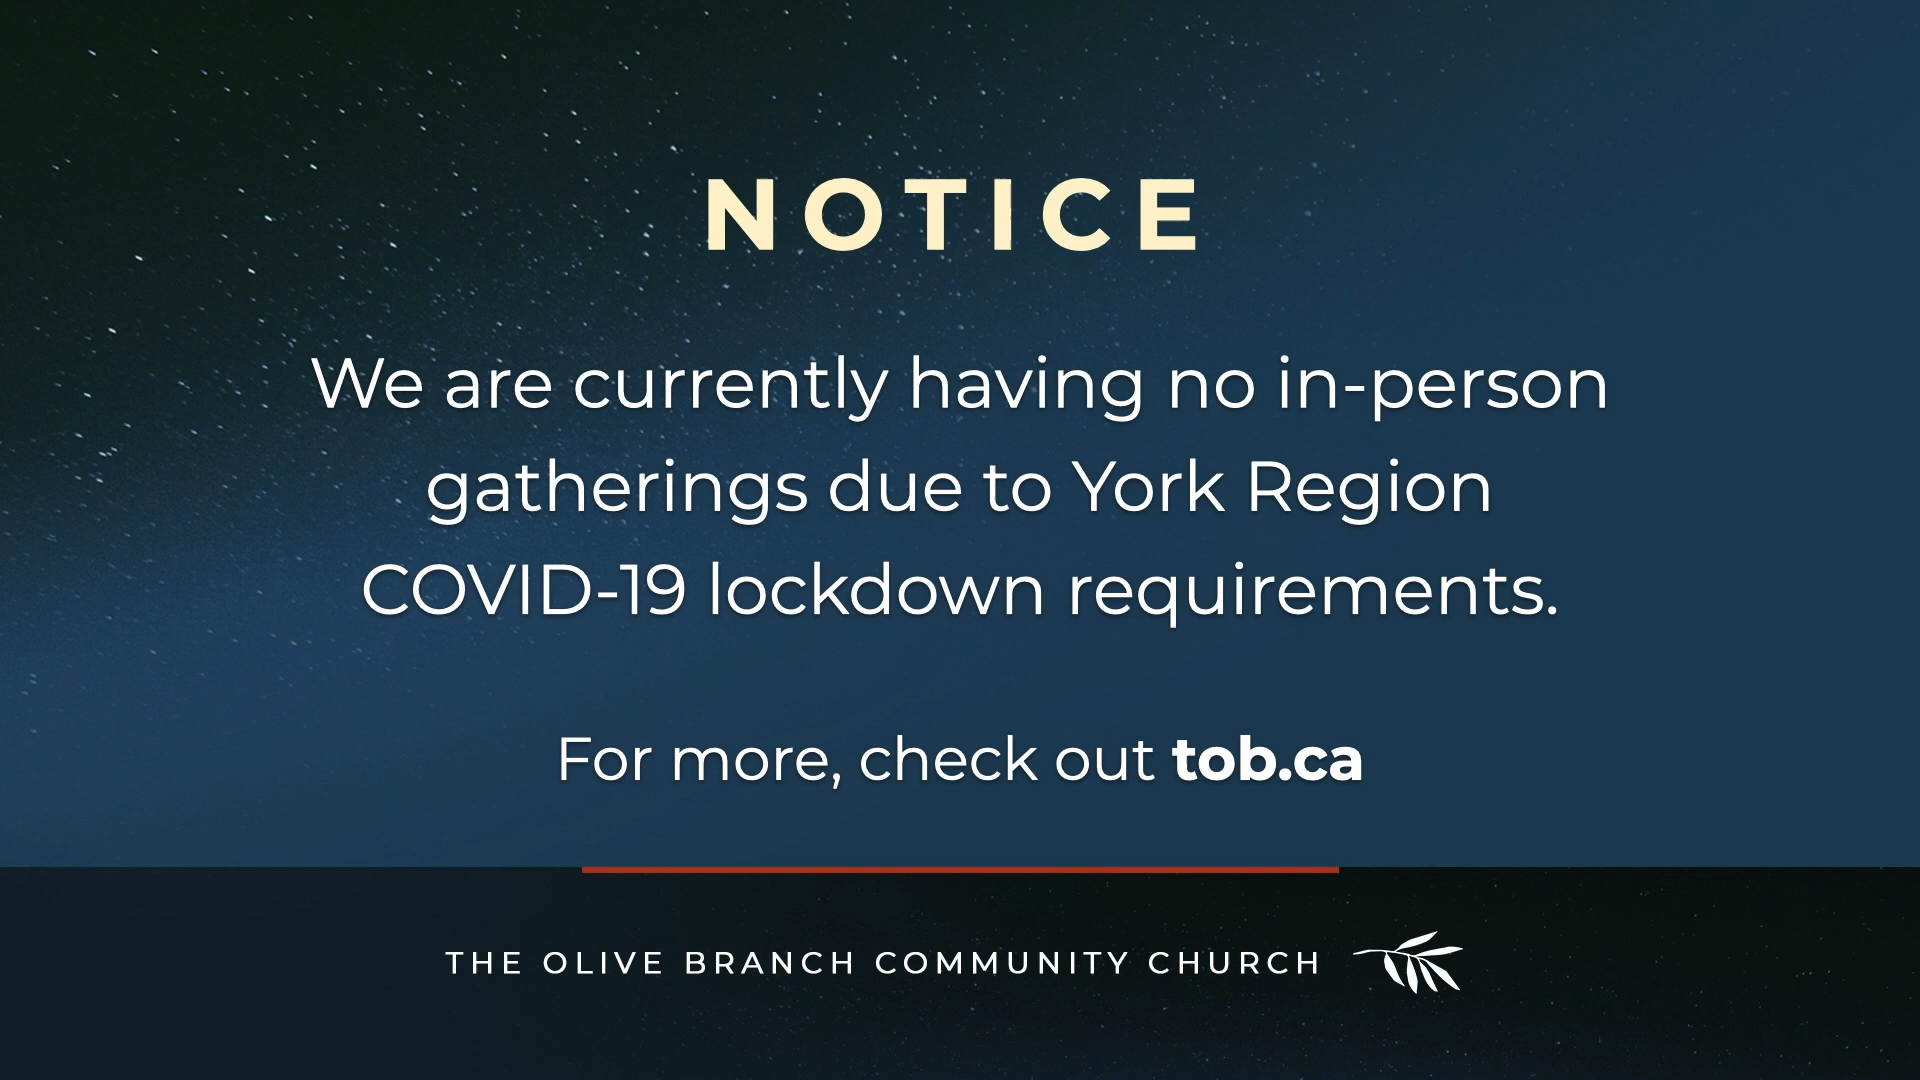 NOTICE
We are currently having no in-person
gatherings due to York Region
COVID-19 lockdown requirements.
For more, check out tob.ca
THE OLIVE BRANCH COMMUNITY CHURCH